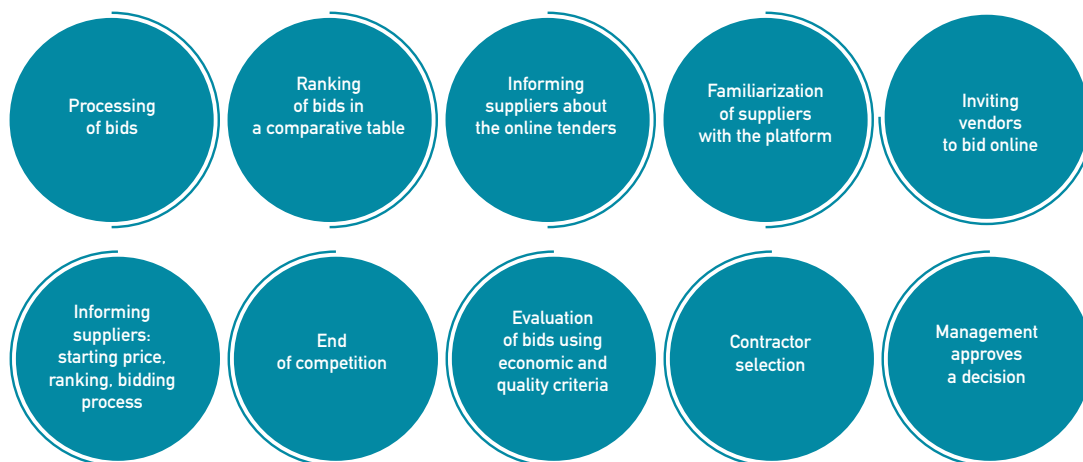 Processing
of bids
Ranking
of bids in
a comparative table
Informing
suppliers about
the online tenders
Familiarization
of suppliers
with the platform
Inviting
vendors
to bid online
Informing
suppliers:
starting price,
ranking, bidding
process
End
of competition
Evaluation
of bids using
economic and
quality criteria
Contractor
selection
Management
approves
a decision